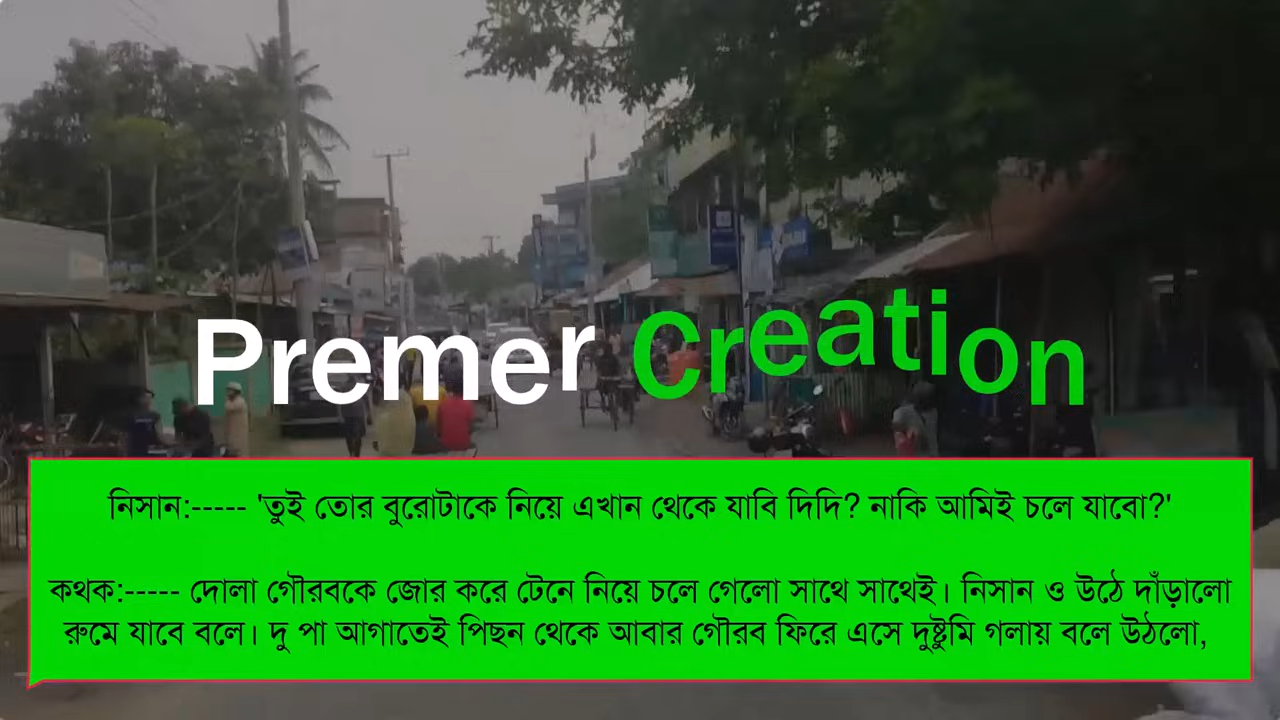 Premer Creation
নিসান:----- 'তুই তোর বুরোটাকে নিয়ে এখান থেকে যাবি দিদি? নাকি আমিই চলে যাবো?'
কথক:----- দোলা গৌরবকে জোর করে টেনে নিয়ে চলে গেলো সাথে সাথেই। নিসান ও উঠে দাঁড়ালো
রুমে যাবে বলে। দু পা আগাতেই পিছন থেকে আবার গৌরব ফিরে এসে দুষ্টুমি গলায় বলে উঠলো,